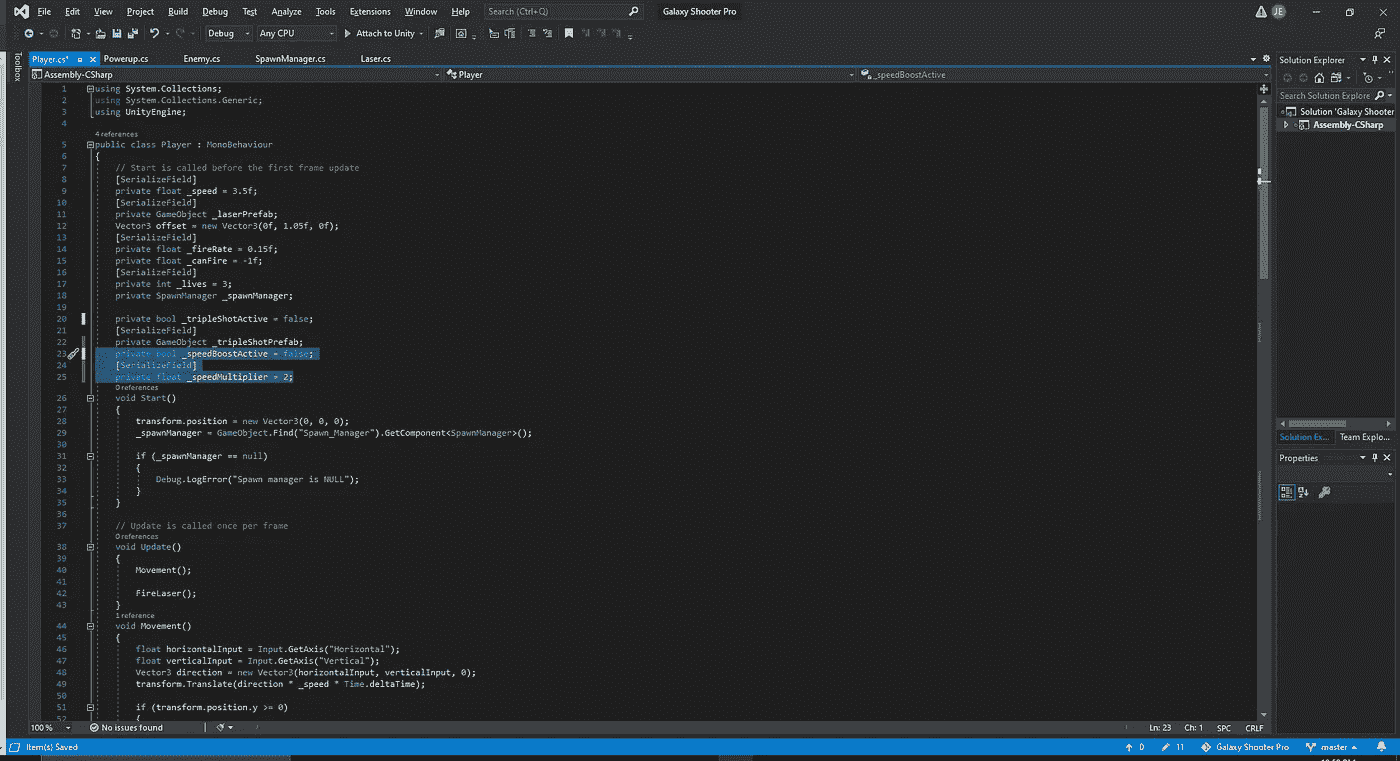 File Edit View Project Build Debug Test Analyze Tools Extensions Window Help Search (Ctrl+Q) Galaxy Shooter Pro JE
Debug Any CPU Attach to Unity
Toolbox
Player.cs* Powerup.cs Enemy.cs SpawnManager.cs Laser.cs
Assembly-CSharp Player _speedBoostActive
1 using System.Collections;
2 using System.Collections.Generic;
3 using UnityEngine;
4
4 references
5 public class Player : MonoBehaviour
6 {
7 // Start is called before the first frame update
8 [SerializeField]
9 private float _speed = 3.5f;
10 [SerializeField]
11 private GameObject _laserPrefab;
12 Vector3 offset = new Vector3(0f, 1.05f, 0f);
13 [SerializeField]
14 private float _fireRate = 0.15f;
15 private float _canFire = -1f;
16 [SerializeField]
17 private int _lives = 3;
18 private SpawnManager _spawnManager;
19
20 private bool _tripleShotActive = false;
21 [SerializeField]
22 private GameObject _tripleShotPrefab;
23 private bool _speedBoostActive = false;
24 [SerializeField]
25 private float _speedMultiplier = 2;
0 references
26 void Start()
27 {
28 transform.position = new Vector3(0, 0, 0);
29 _spawnManager = GameObject.Find("Spawn_Manager").GetComponent<SpawnManager>();
30
31 if (_spawnManager == null)
32 {
33 Debug.LogError("Spawn manager is NULL");
34 }
35 }
36
37 // Update is called once per frame
0 references
38 void Update()
39 {
40 Movement();
41
42 FireLaser();
43 }
1 reference
44 void Movement()
45 {
46 float horizontalInput = Input.GetAxis("Horizontal");
47 float verticalInput = Input.GetAxis("Vertical");
48 Vector3 direction = new Vector3(horizontalInput, verticalInput, 0);
49 transform.Translate(direction * _speed * Time.deltaTime);
50
51 if (transform.position.y >= 0)
52 {
100 % No issues found Ln: 23 Ch: 1 SPC CRLF
Solution Explorer
Search Solution Explore
Solution 'Galaxy Shooter
Assembly-CSharp
Solution Ex... Team Explo...
Properties
Item(s) Saved 0 11 Galaxy Shooter Pro master